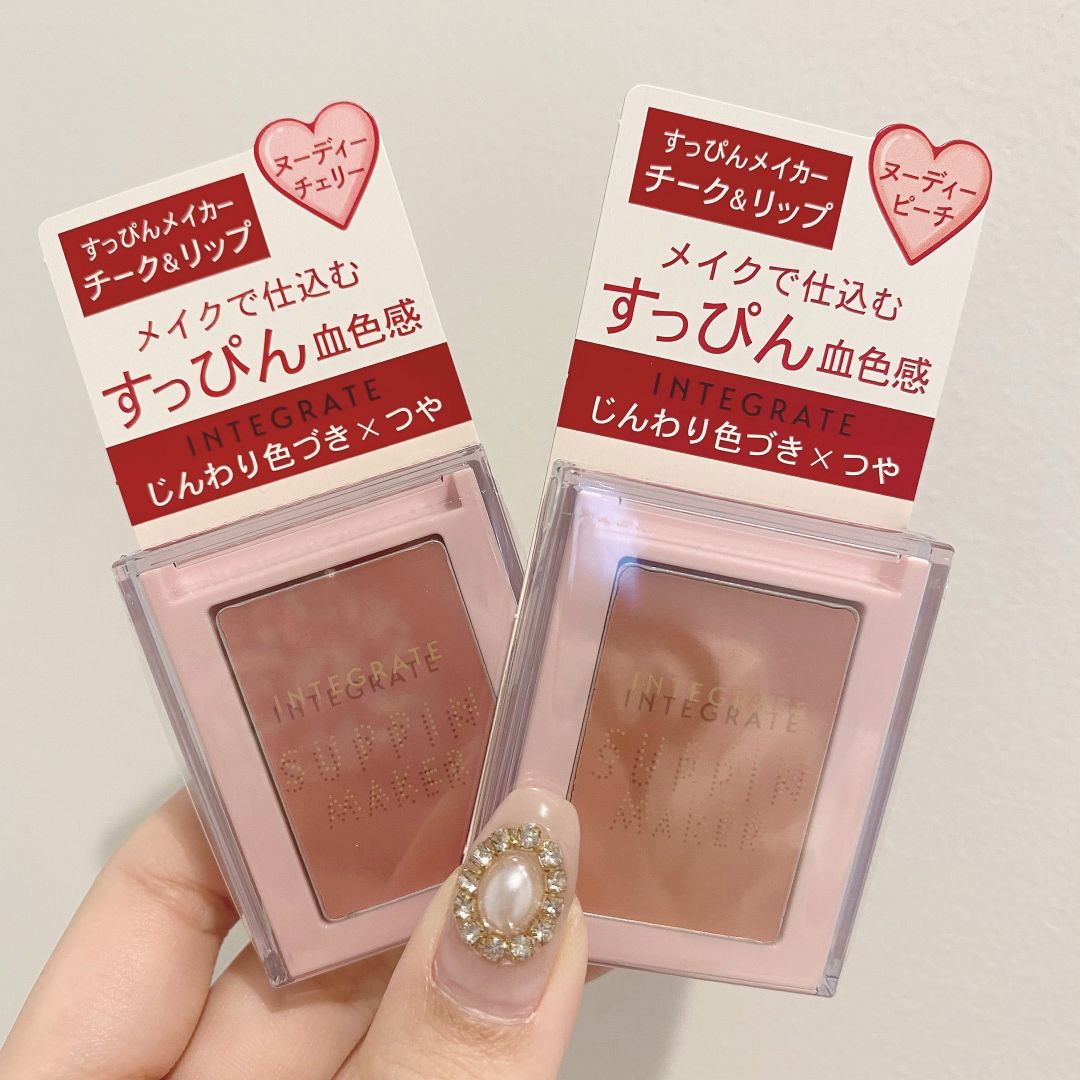 ヌーディー
チェリー
すっぴんメイカー
チーク&リップ
メイクで仕込む
すっぴん血色感
INTEGRATE
じんわり色づき×つや
INTEGRATE
SUPPIN
MAKER
ヌーディー
ピーチ
すっぴんメイカー
チーク&リップ
メイクで仕込む
すっぴん血色感
INTEGRATE
じんわり色づき×つや
INTEGRATE
SUPPIN
MAKER